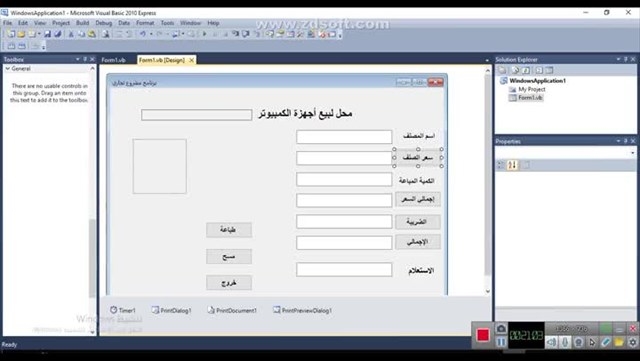 WindowsApplication1 - Microsoft Visual Basic 2010 Express
www.zdsoft.com
File Edit View Project Build Debug Data Format Tools Window Help
Toolbox
General
There are no usable controls in this group. Drag an item onto this text to add it to the toolbox.
Form1.vb
Form1.vb [Design]
برنامج مشروع تجاري
محل لبيع أجهزة الكمبيوتر
اسم الصنف
سعر الصنف
الكمية المباعة
إجمالي السعر
الضريبة
الإجمالي
الاستعلام
طباعة
مسح
خروج
Timer1
PrintDialog1
PrintDocument1
PrintPreviewDialog1
Solution Explorer
WindowsApplication1
My Project
Form1.vb
Properties
Ready
00:21:03